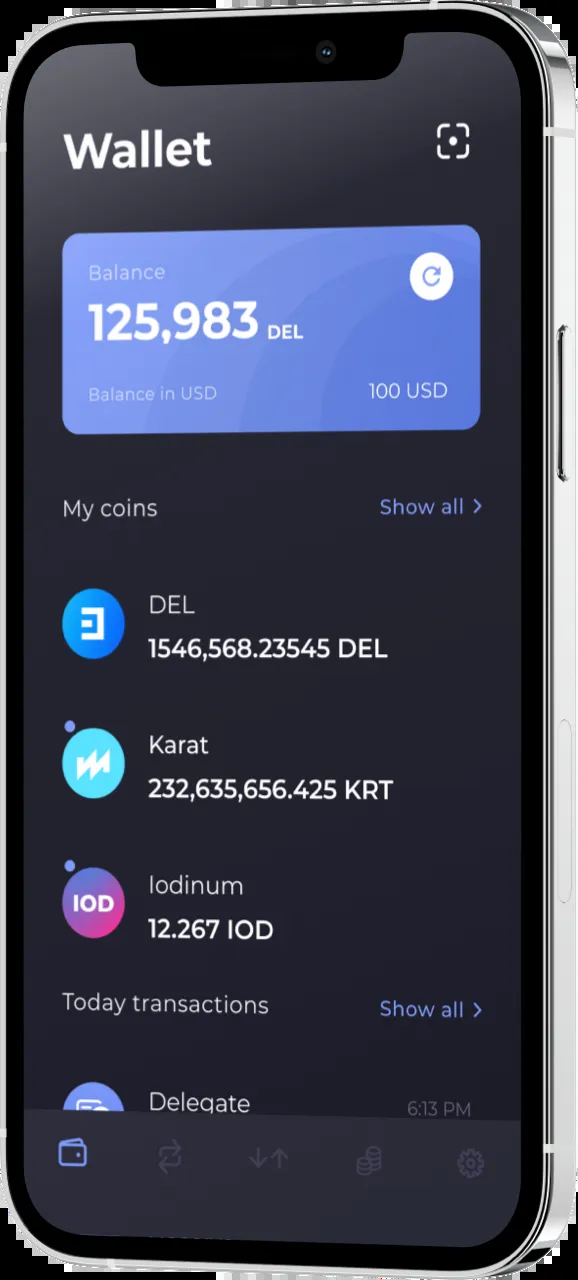 Wallet
Balance
125,983 DEL
Balance in USD
100 USD
My coins
Show all
DEL
1546,568.23545 DEL
Karat
232,635,656.425 KRT
IOD
Iodinum
12.267 IOD
Today transactions
Show all
Delegate
6:13 PM